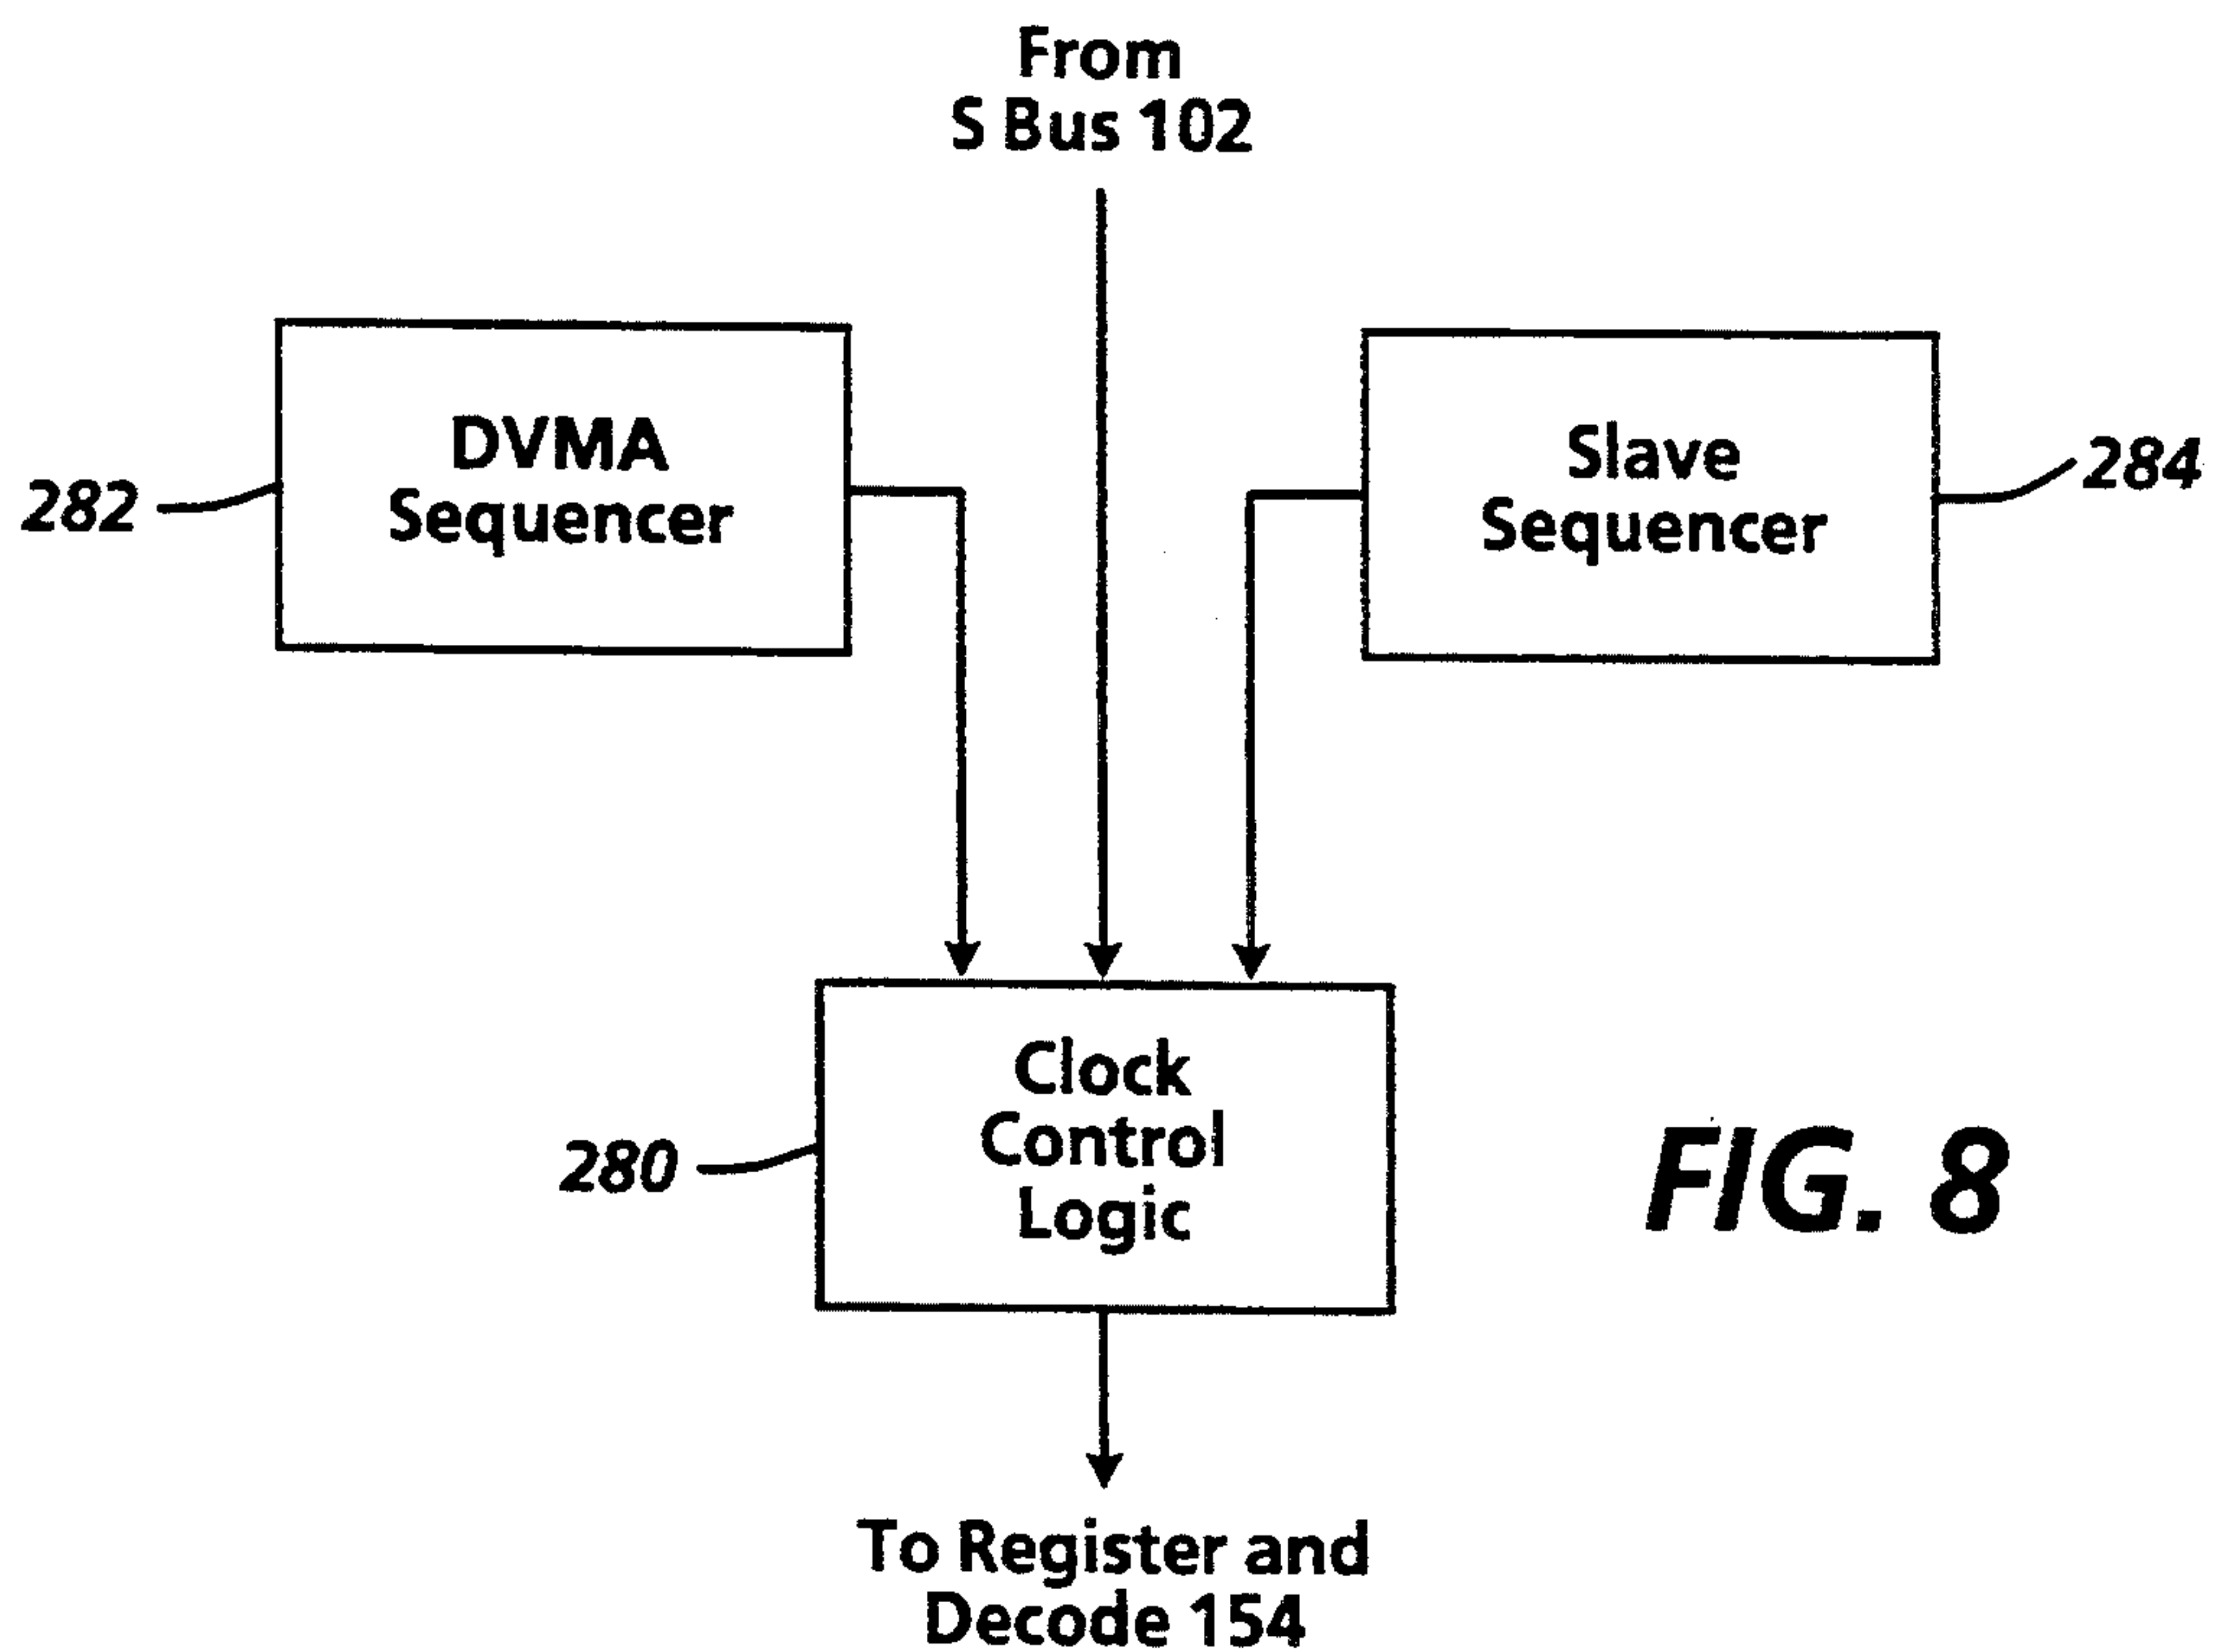 From
S Bus 102
DVMA
Sequencer
282
Slave
Sequencer
284
Clock
Control
Logic
280
FIG. 8
To Register and
Decode 154